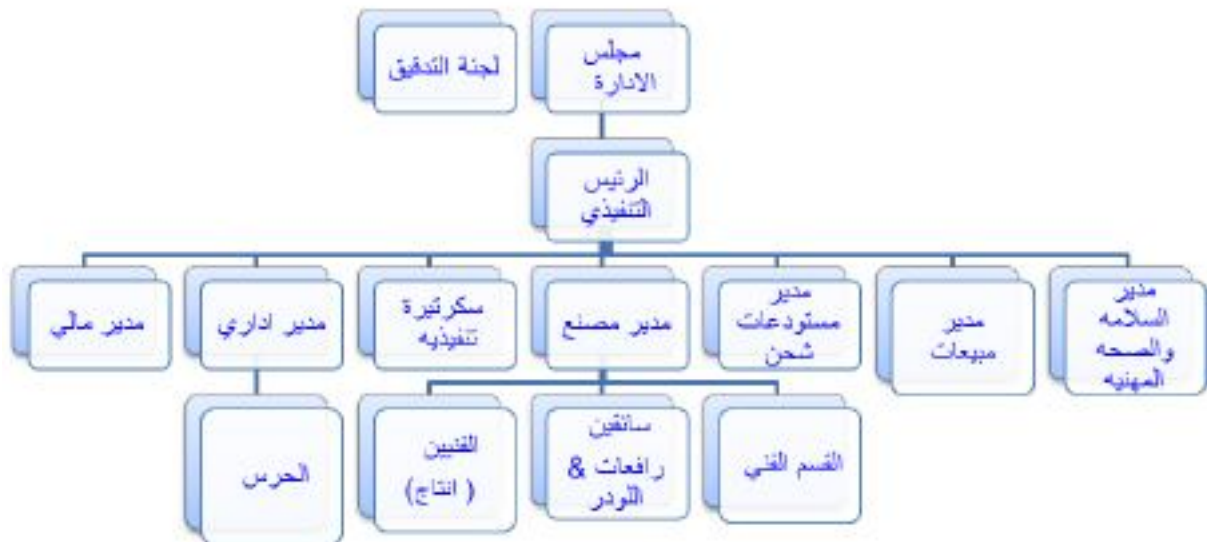 مجلس
الادارة
لجنة التدقيق
الرئيس
التنفيذي
مدير
السلامه
والصحه
المهنيه
مدير
مبيعات
مدير
مستودعات
شحن
مدير مصنع
سكرتيرة
تنفيذيه
مدير اداري
مدير مالي
القسم الفني
سائقين
رافعات &
اللودر
الفنيين
( انتاج)
الحرس